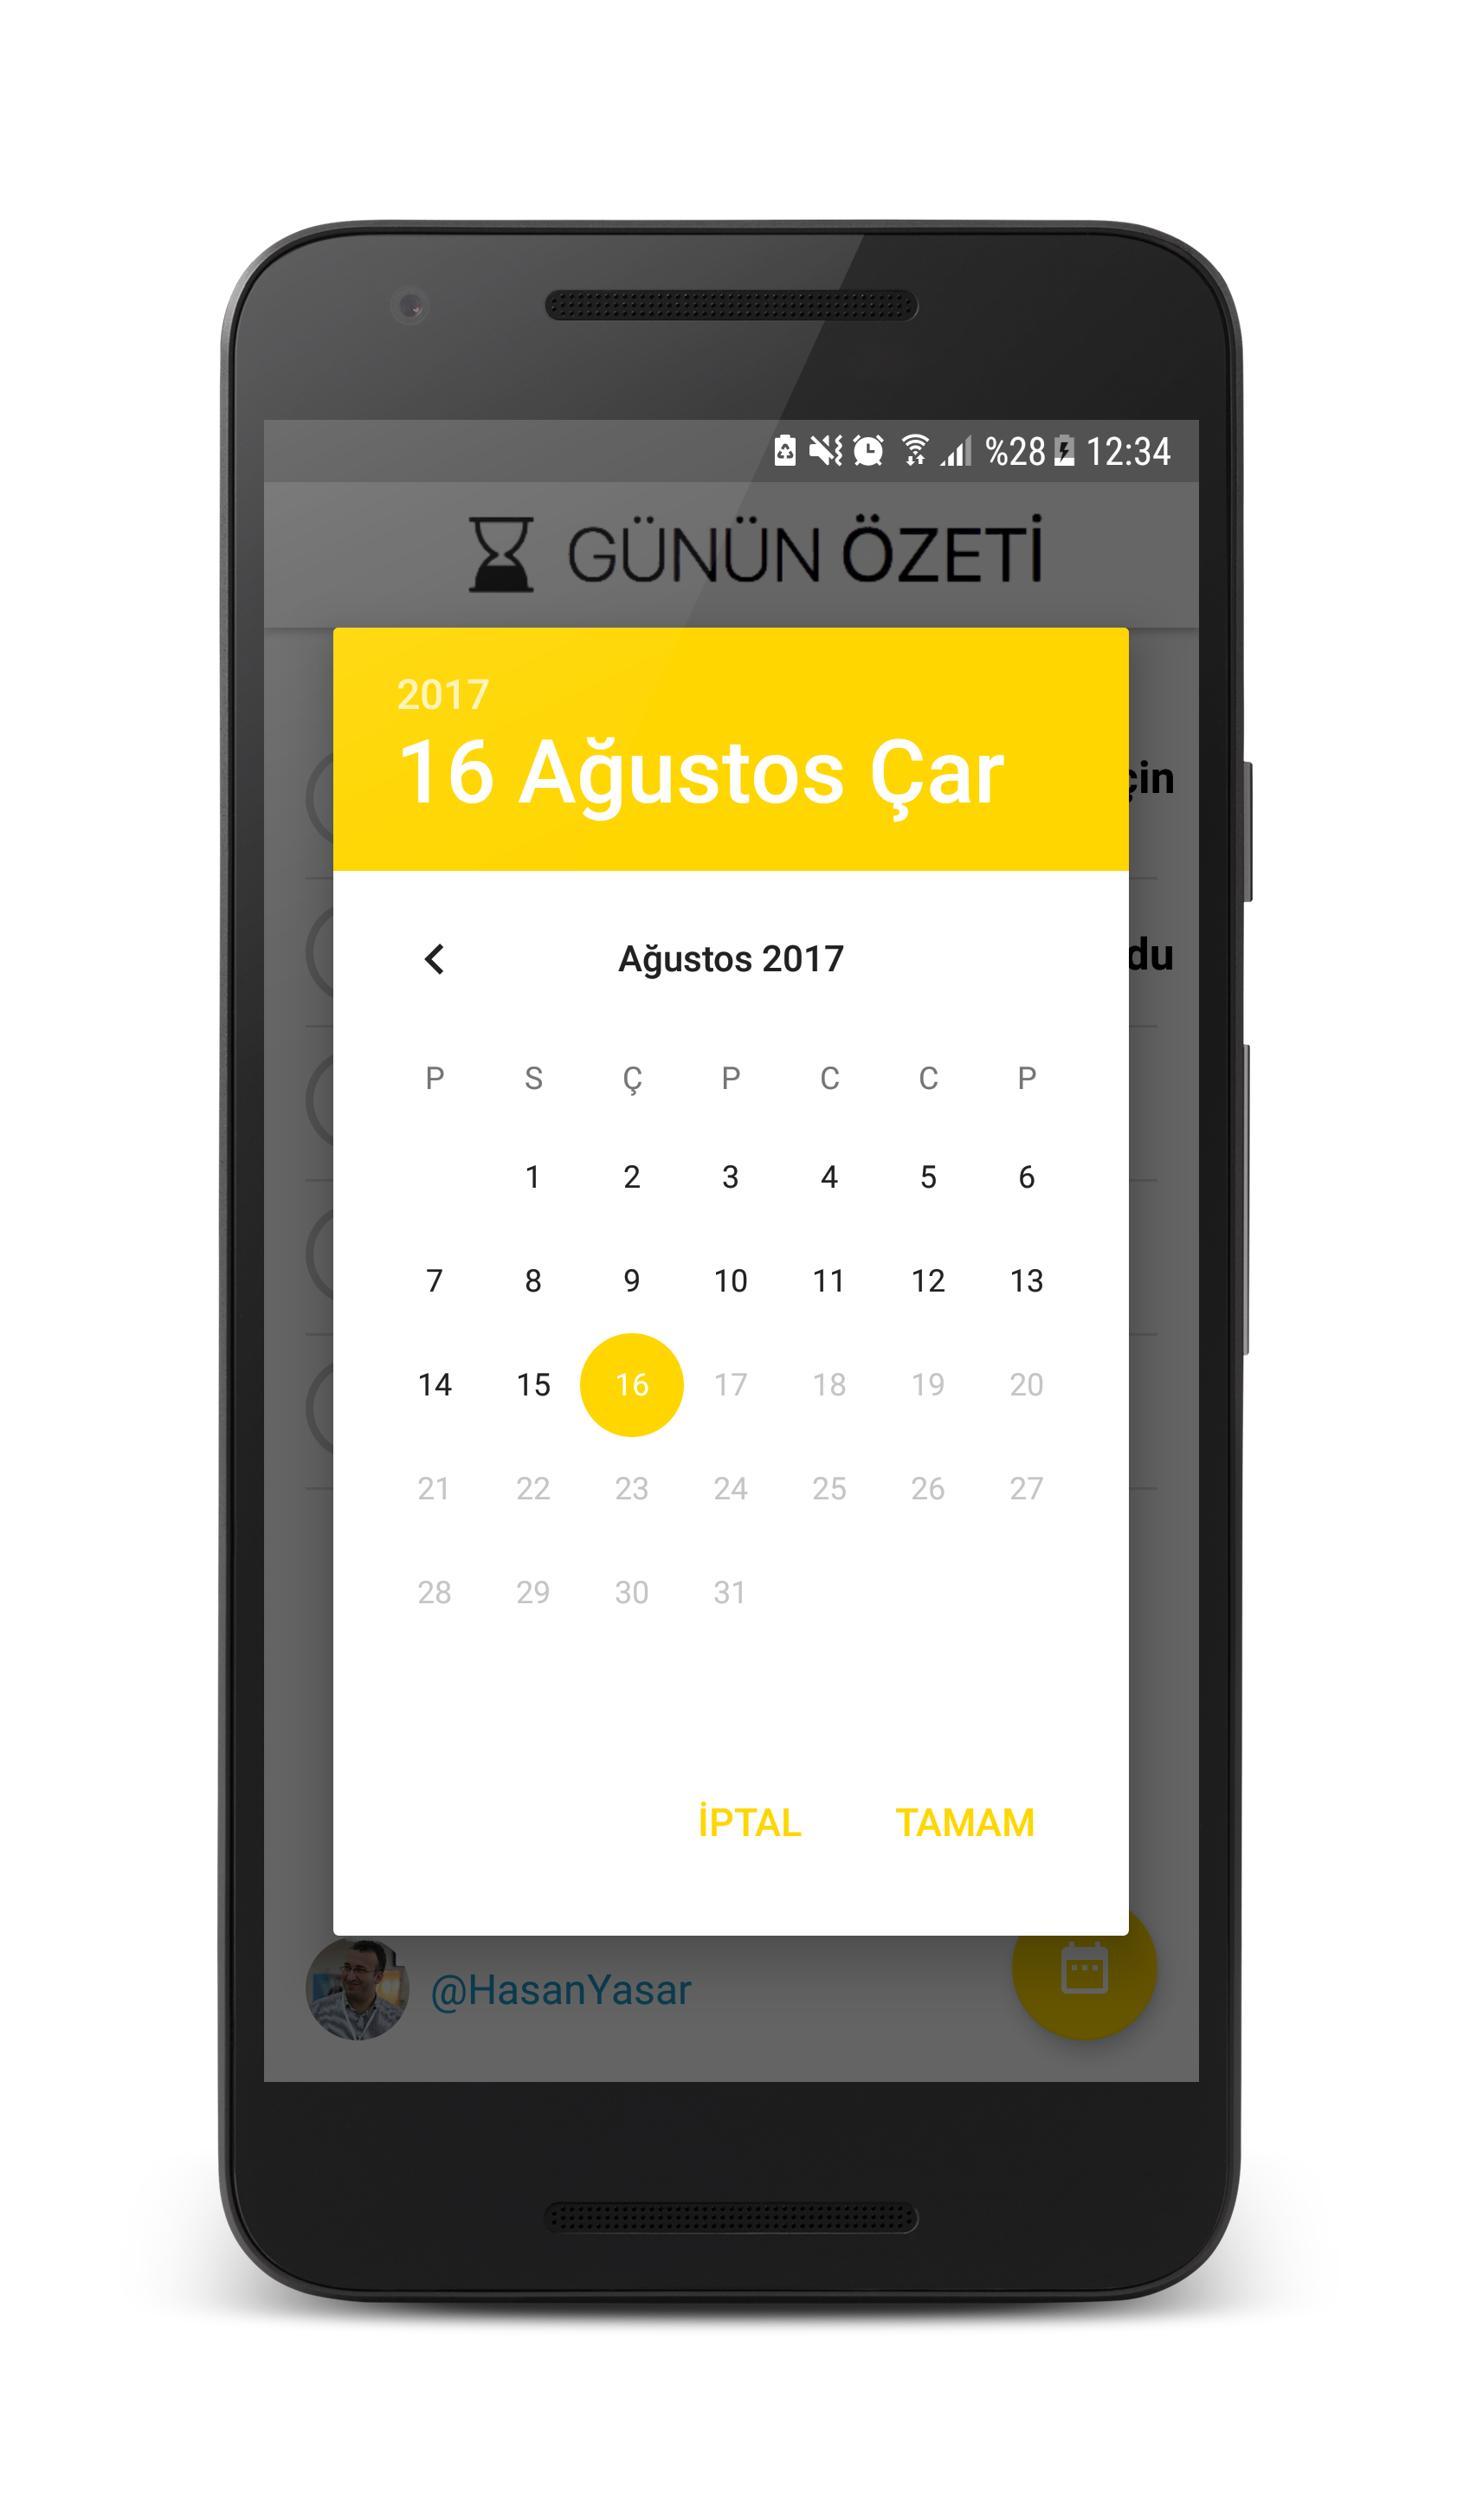 %28 12:34
GÜNÜN ÖZETİ
2017
16 Ağustos Çar
çin
du
Ağustos 2017
P S Ç P C C P
1 2 3 4 5 6
7 8 9 10 11 12 13
14 15 16 17 18 19 20
21 22 23 24 25 26 27
28 29 30 31
İPTAL TAMAM
@HasanYasar